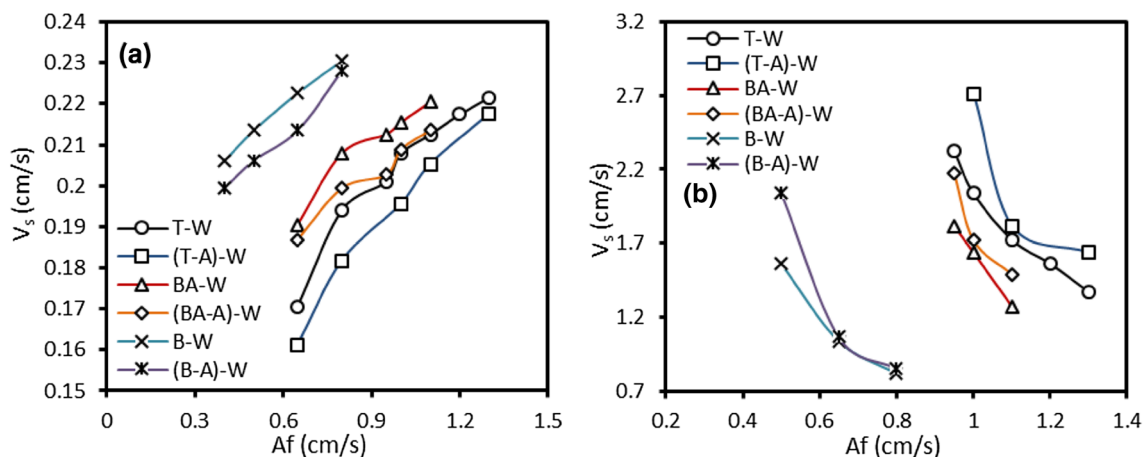 (a)
0.24
0.23
0.22
0.21
0.2
0.19
0.18
0.17
0.16
0.15
V_s (cm/s)
T-W
(T-A)-W
BA-W
(BA-A)-W
B-W
(B-A)-W
0 0.3 0.6 0.9 1.2 1.5
Af (cm/s)
(b)
3.2
2.7
2.2
1.7
1.2
0.7
V_s (cm/s)
T-W
(T-A)-W
BA-W
(BA-A)-W
B-W
(B-A)-W
0.2 0.4 0.6 0.8 1 1.2 1.4
Af (cm/s)